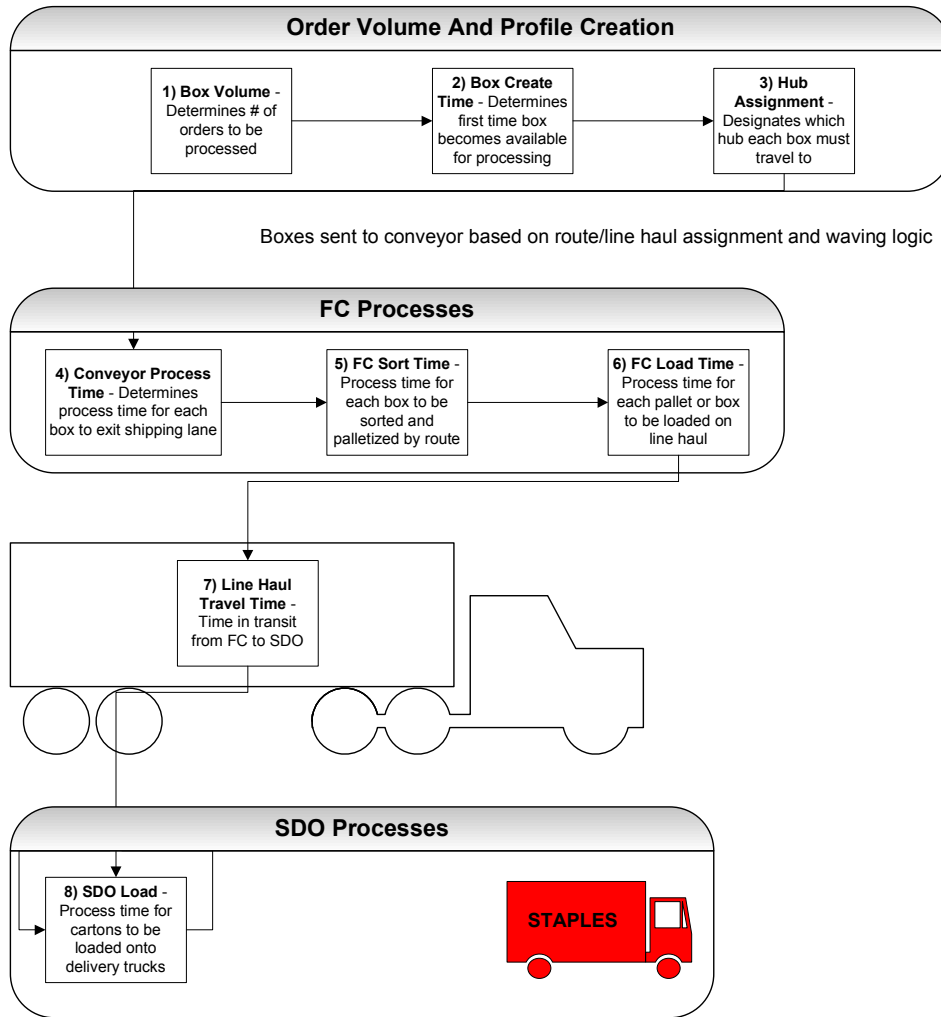 Order Volume And Profile Creation
1) Box Volume -
Determines # of
orders to be
processed
2) Box Create
Time - Determines
first time box
becomes available
for processing
3) Hub
Assignment -
Designates which
hub each box must
travel to
Boxes sent to conveyor based on route/line haul assignment and waving logic
FC Processes
4) Conveyor Process
Time - Determines
process time for each
box to exit shipping lane
5) FC Sort Time -
Process time for
each box to be
sorted and
palletized by route
6) FC Load Time -
Process time for
each pallet or box
to be loaded on
line haul
7) Line Haul
Travel Time -
Time in transit
from FC to SDO
SDO Processes
8) SDO Load -
Process time for
cartons to be
loaded onto
delivery trucks
STAPLES